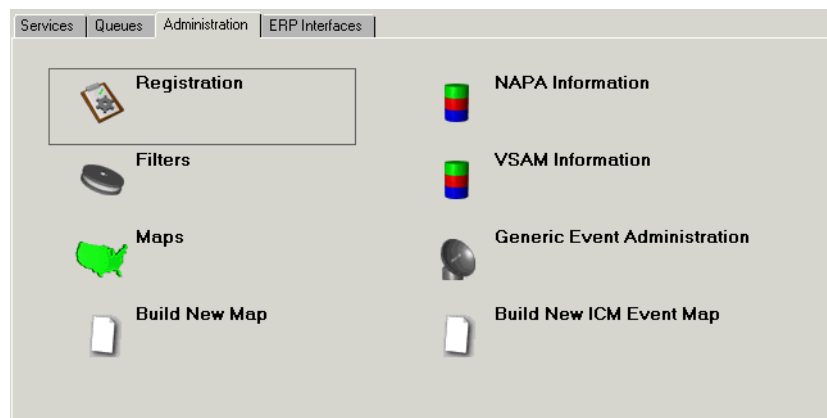 Services Queues Administration ERP Interfaces
Registration
NAPA Information
Filters
VSAM Information
Maps
Generic Event Administration
Build New Map
Build New ICM Event Map